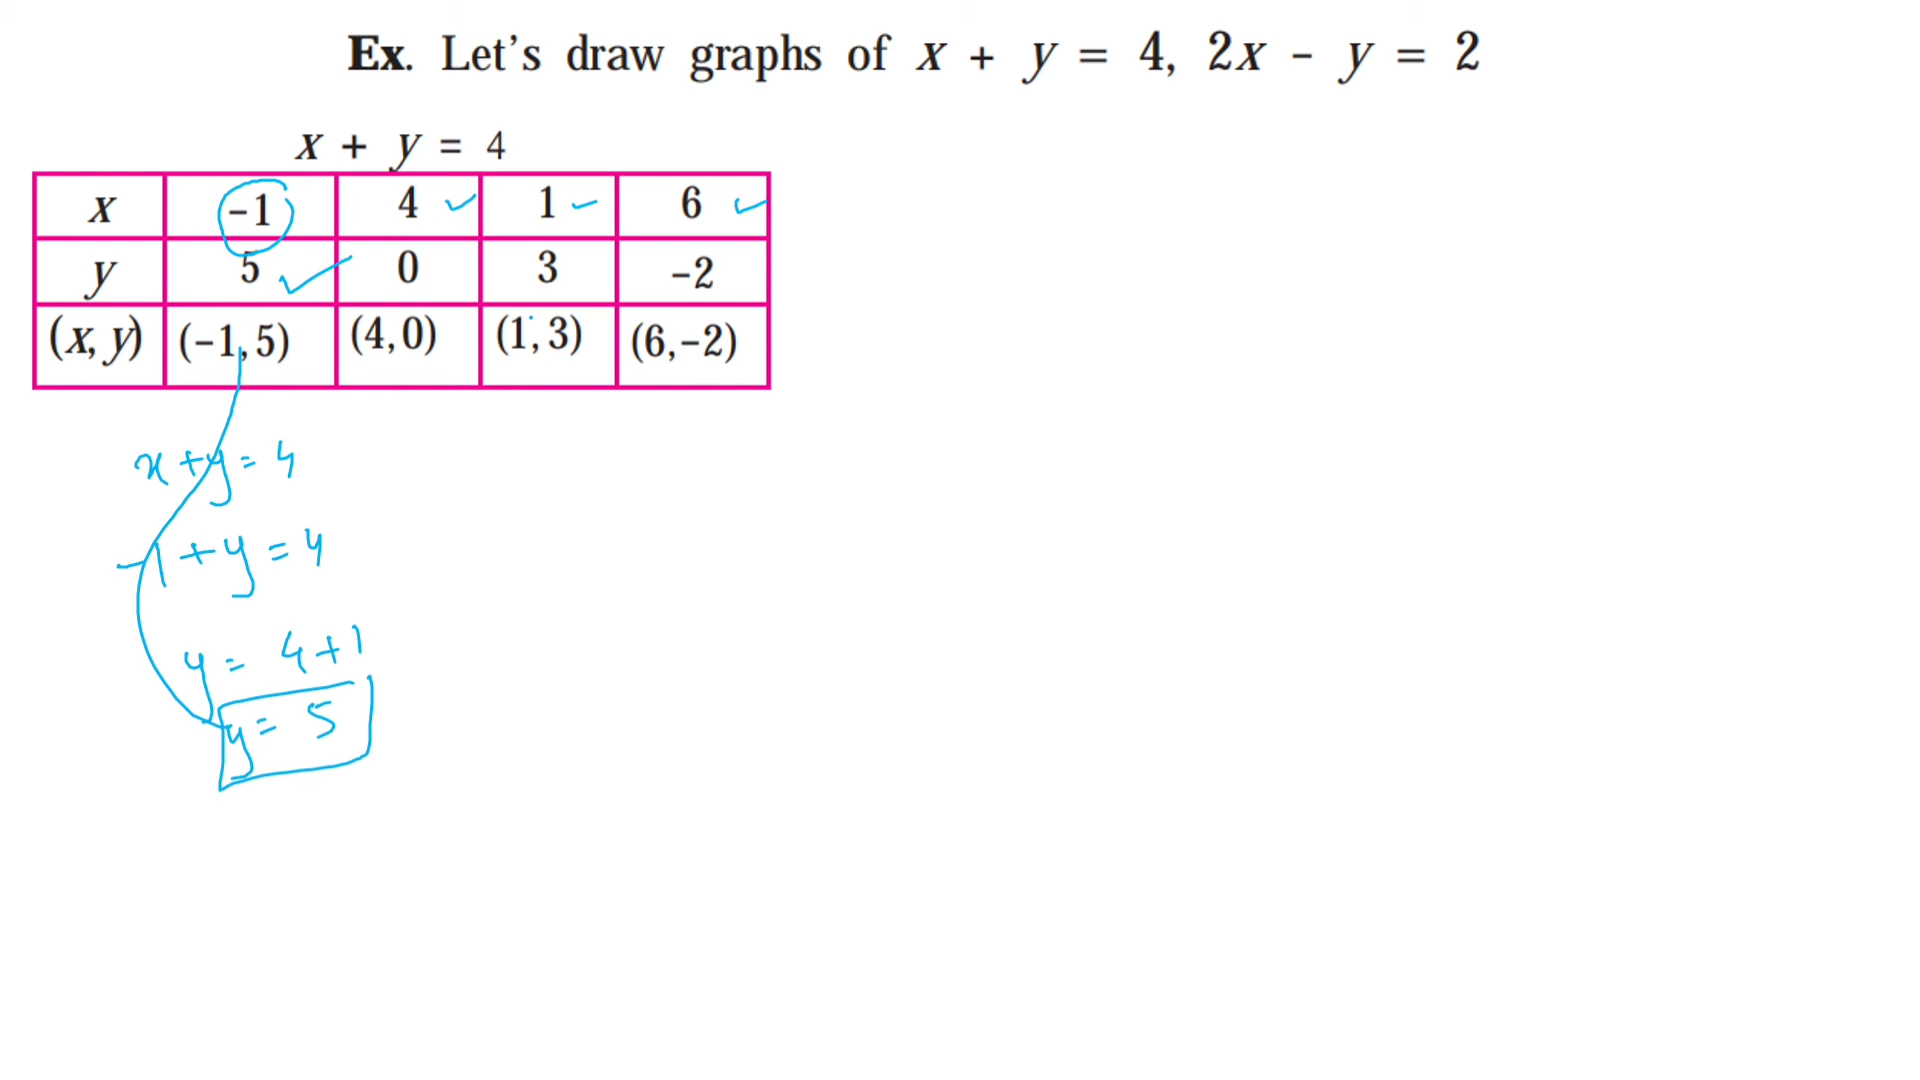 Ex. Let's draw graphs of x + y = 4, 2x - y = 2
x + y = 4
x -1 4 1 6
y 5 0 3 -2
(x, y) (-1, 5) (4, 0) (1, 3) (6, -2)
x + y = 4
-1 + y = 4
y = 4 + 1
y = 5